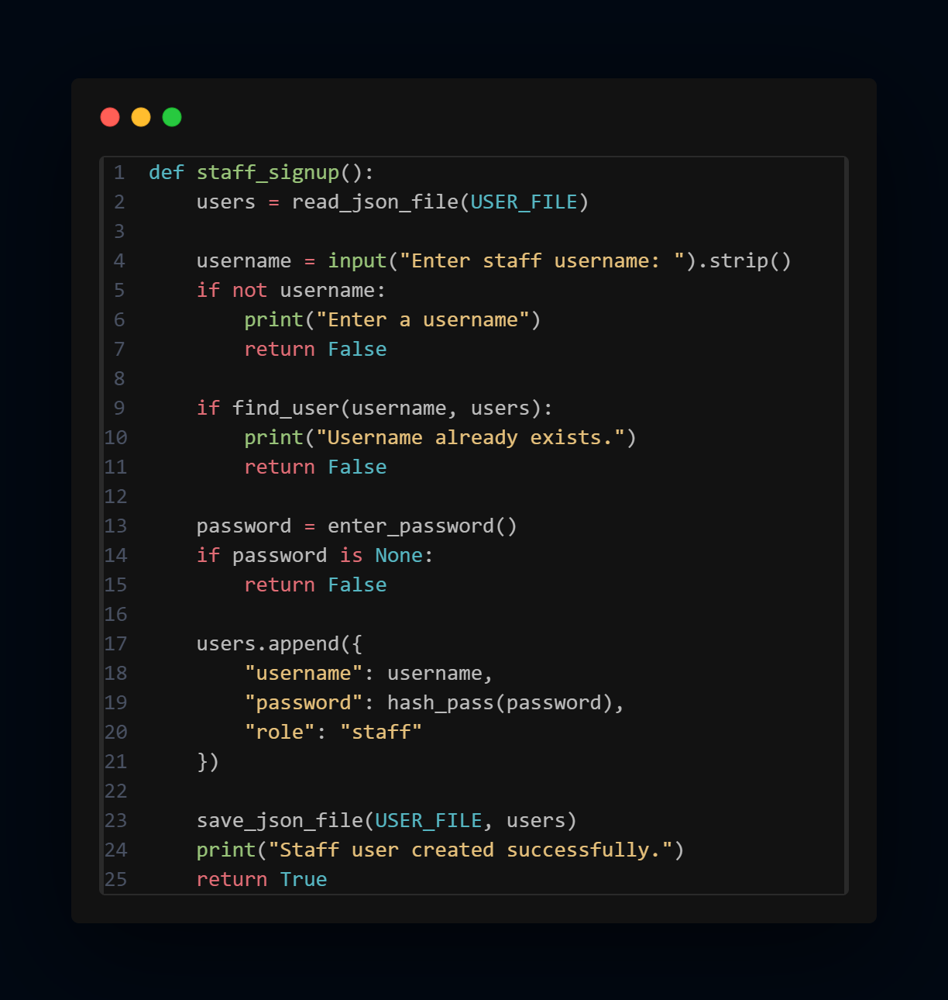 1 def staff_signup():
2     users = read_json_file(USER_FILE)
3
4     username = input("Enter staff username: ").strip()
5     if not username:
6         print("Enter a username")
7         return False
8
9     if find_user(username, users):
10         print("Username already exists.")
11         return False
12
13     password = enter_password()
14     if password is None:
15         return False
16
17     users.append({
18         "username": username,
19         "password": hash_pass(password),
20         "role": "staff"
21     })
22
23     save_json_file(USER_FILE, users)
24     print("Staff user created successfully.")
25     return True